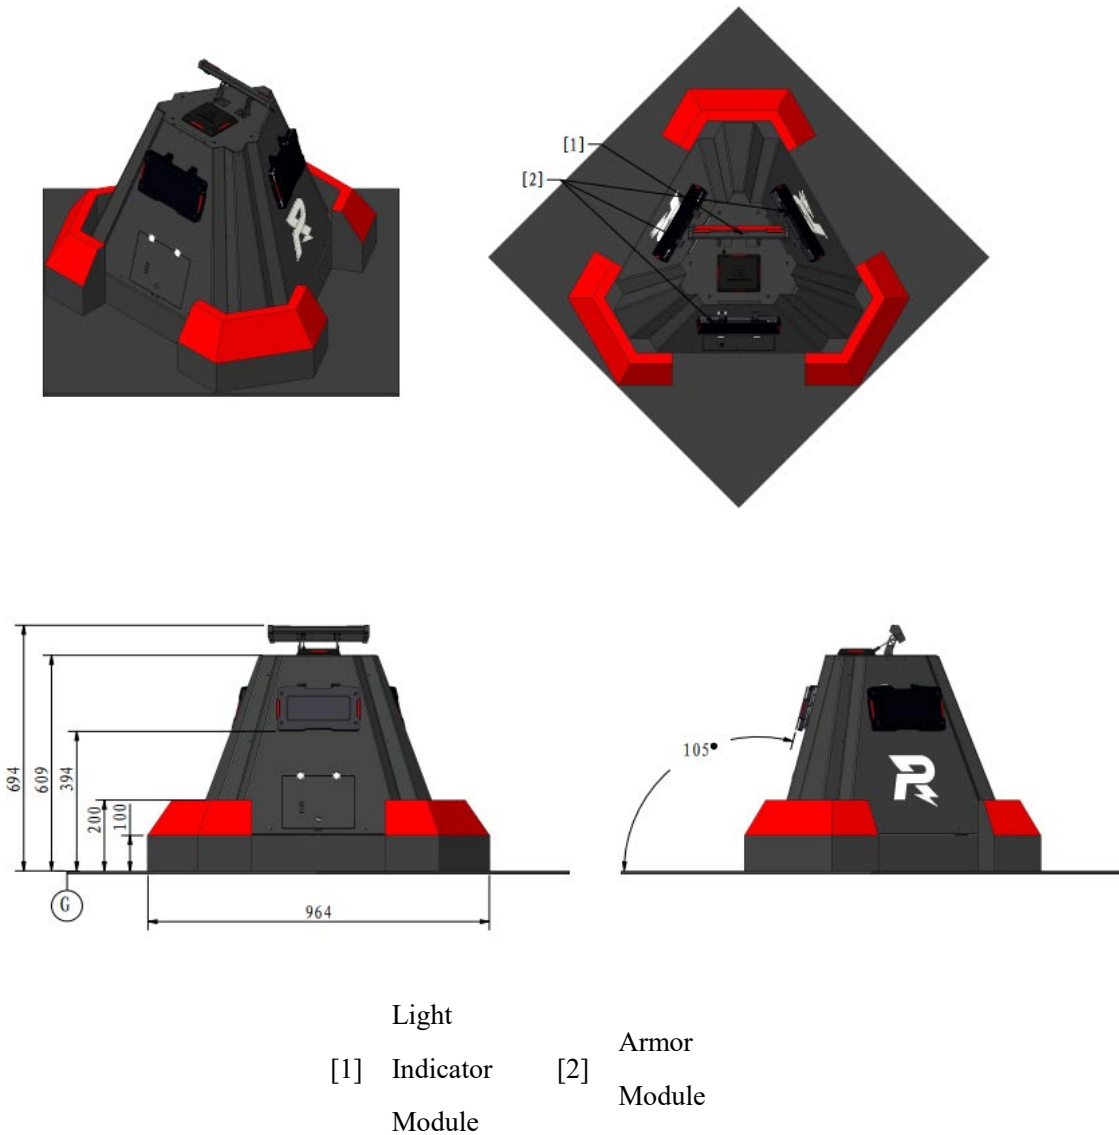 [1]
[2]
694
609
394
200
100
G
964
105°
Light
[1] Indicator
Module
[2] Armor
Module